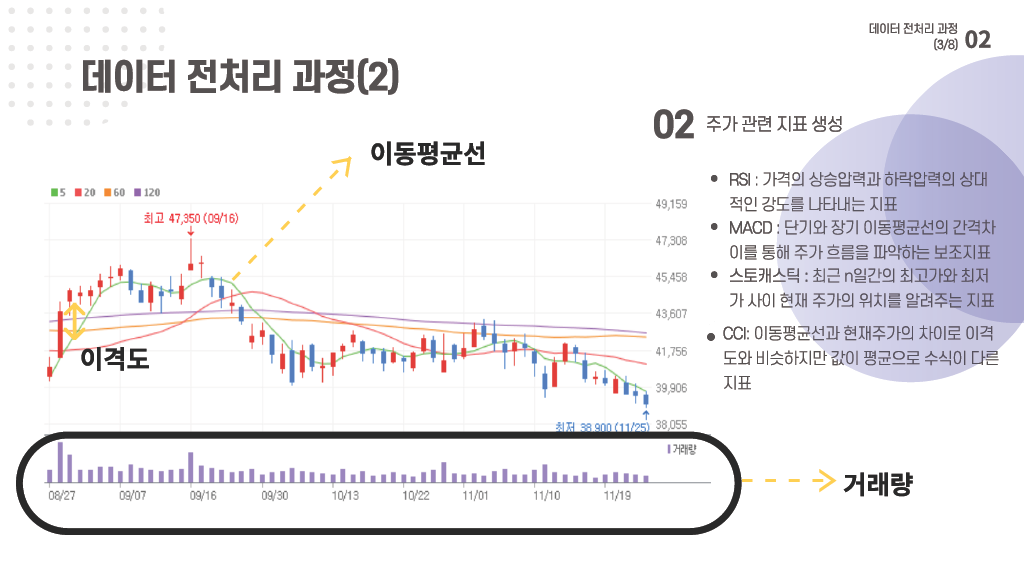 데이터 전처리 과정
(3/8)
02
데이터 전처리 과정(2)
02 주가 관련 지표 생성
이동평균선
5 20 60 120
최고 47,350 (09/16)
49,159
47,308
45,458
43,607
41,756
39,906
38,055
이격도
최저 38,900 (11/25)
거래량
08/27 09/07 09/16 09/30 10/13 10/22 11/01 11/10 11/19
거래량
• RSI : 가격의 상승압력과 하락압력의 상대
적인 강도를 나타내는 지표
• MACD : 단기와 장기 이동평균선의 간격차
이를 통해 주가 흐름을 파악하는 보조지표
• 스토캐스틱 : 최근 n일간의 최고가와 최저
가 사이 현재 주가의 위치를 알려주는 지표
• CCI: 이동평균선과 현재주가의 차이로 이격
도와 비슷하지만 값이 평균으로 수식이 다른
지표